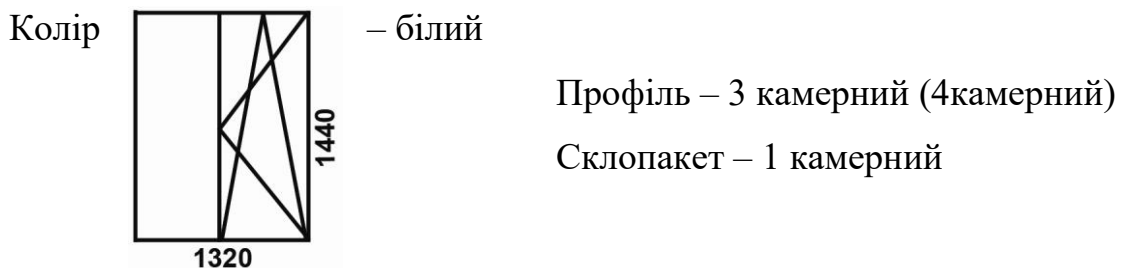 Колір – білий
Профіль – 3 камерний (4камерний)
1440
Склопакет – 1 камерний
1320